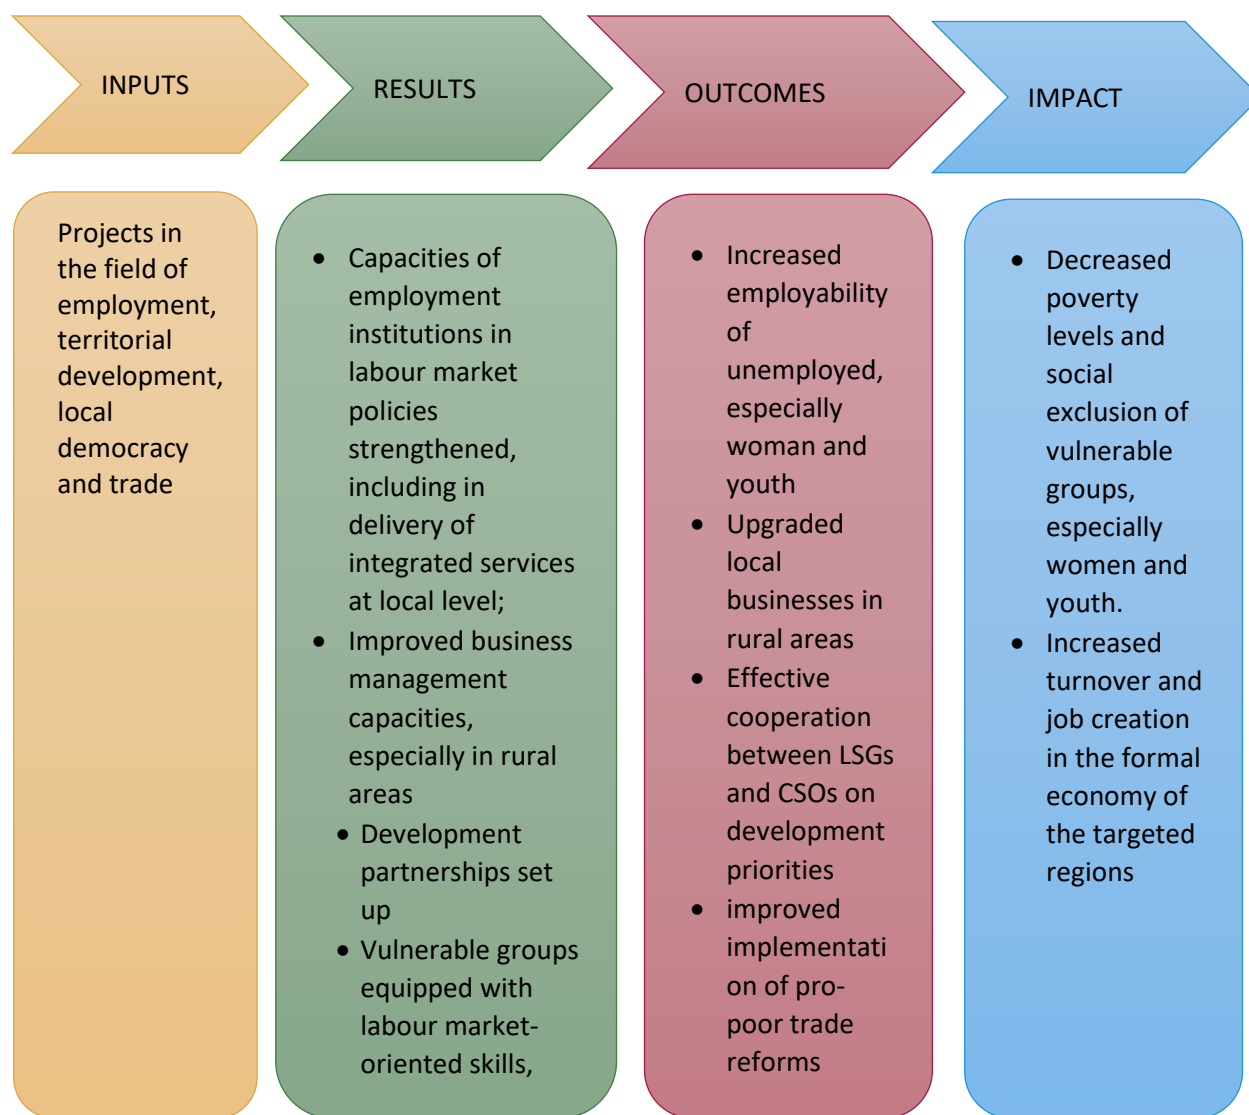 INPUTS
RESULTS
OUTCOMES
IMPACT
Projects in
the field of
employment,
territorial
development,
local
democracy
and trade
• Capacities of
employment
institutions in
labour market
policies
strengthened,
including in
delivery of
integrated services
at local level;
• Improved business
management
capacities,
especially in rural
areas
• Development
partnerships set
up
• Vulnerable groups
equipped with
labour market-
oriented skills,
• Increased
employability
of
unemployed,
especially
woman and
youth
• Upgraded
local
businesses in
rural areas
• Effective
cooperation
between LSGs
and CSOs on
development
priorities
• improved
implementati
on of pro-
poor trade
reforms
• Decreased
poverty
levels and
social
exclusion of
vulnerable
groups,
especially
women and
youth.
• Increased
turnover and
job creation
in the formal
economy of
the targeted
regions